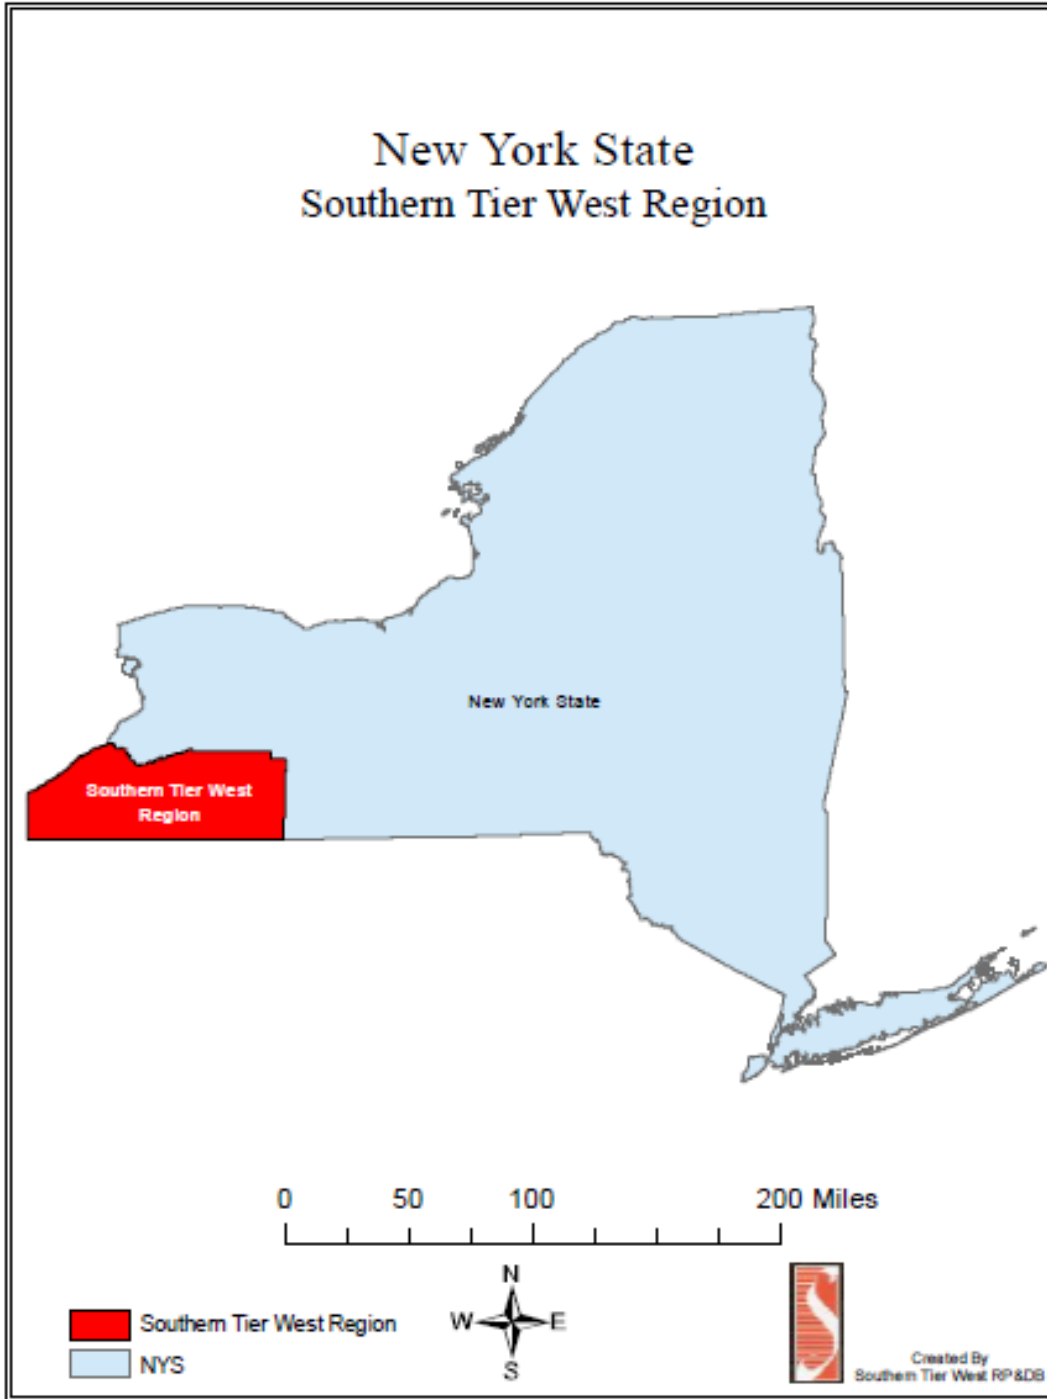 New York State
Southern Tier West Region
New York State
Southern Tier West
Region
0 50 100 200 Miles
N
W E
S
Southern Tier West Region
NYS
Created By
Southern Tier West RP&DB